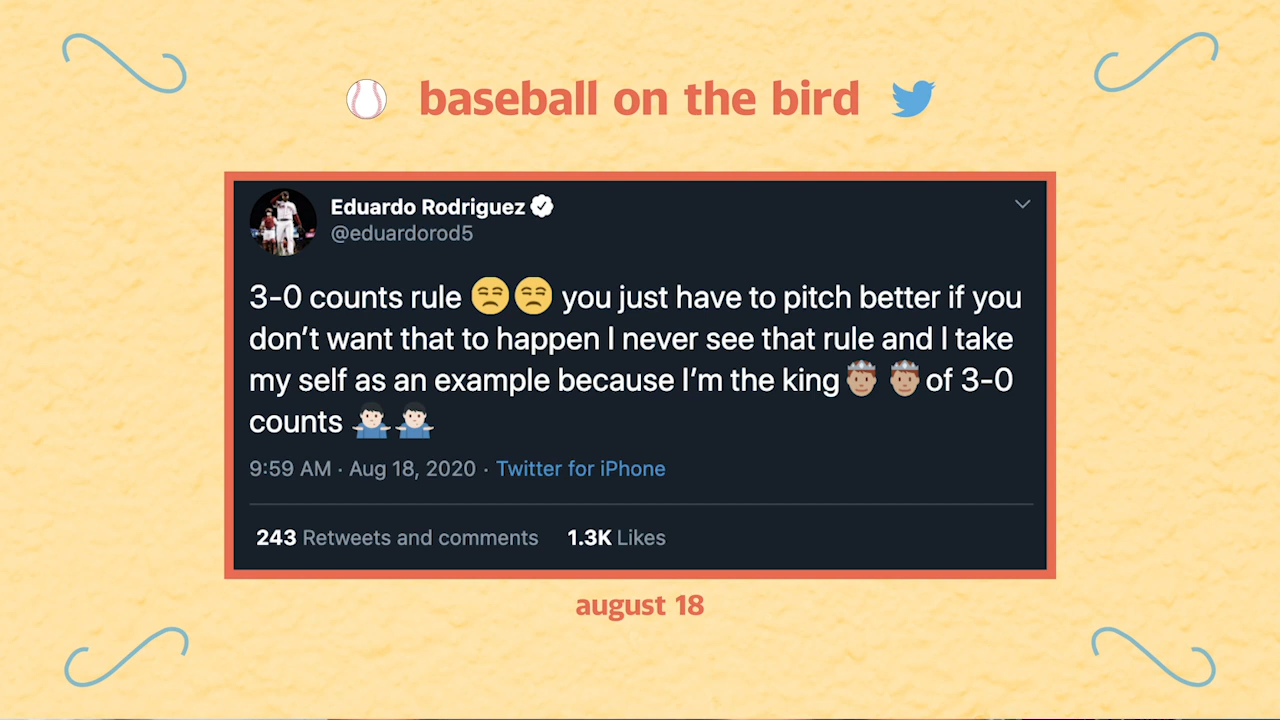 baseball on the bird
Eduardo Rodriguez
@eduardorod5
3-0 counts rule 😒😒 you just have to pitch better if you
don’t want that to happen I never see that rule and I take
my self as an example because I’m the king🤴🏽 🤴🏽 of 3-0
counts 🤷🏻‍♂️🤷🏻‍♂️
9:59 AM · Aug 18, 2020 · Twitter for iPhone
243 Retweets and comments 1.3K Likes
august 18